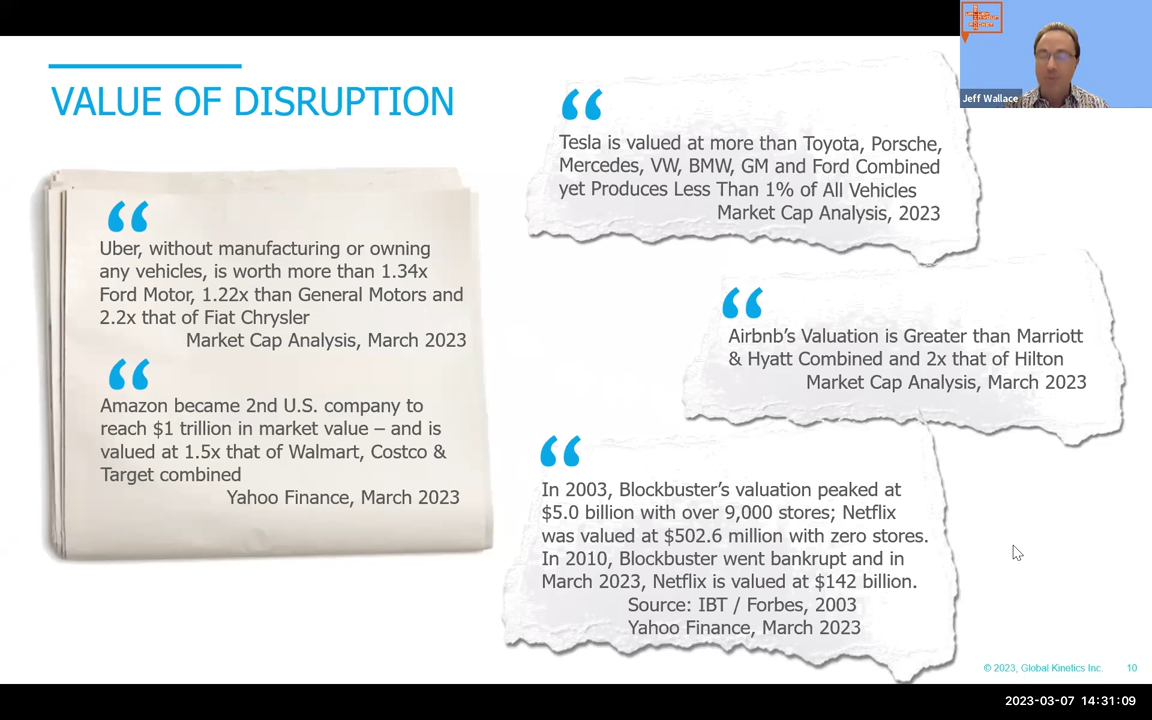 VALUE OF DISRUPTION
“
Uber, without manufacturing or owning
any vehicles, is worth more than 1.34x
Ford Motor, 1.22x than General Motors and
2.2x that of Fiat Chrysler
Market Cap Analysis, March 2023
“
Amazon became 2nd U.S. company to
reach $1 trillion in market value – and is
valued at 1.5x that of Walmart, Costco &
Target combined
Yahoo Finance, March 2023
“
Tesla is valued at more than Toyota, Porsche,
Mercedes, VW, BMW, GM and Ford Combined
yet Produces Less Than 1% of All Vehicles
Market Cap Analysis, 2023
“
Airbnb’s Valuation is Greater than Marriott
& Hyatt Combined and 2x that of Hilton
Market Cap Analysis, March 2023
“
In 2003, Blockbuster’s valuation peaked at
$5.0 billion with over 9,000 stores; Netflix
was valued at $502.6 million with zero stores.
In 2010, Blockbuster went bankrupt and in
March 2023, Netflix is valued at $142 billion.
Source: IBT / Forbes, 2003
Yahoo Finance, March 2023
Jeff Wallace
© 2023, Global Kinetics Inc. 10
2023-03-07 14:31:09